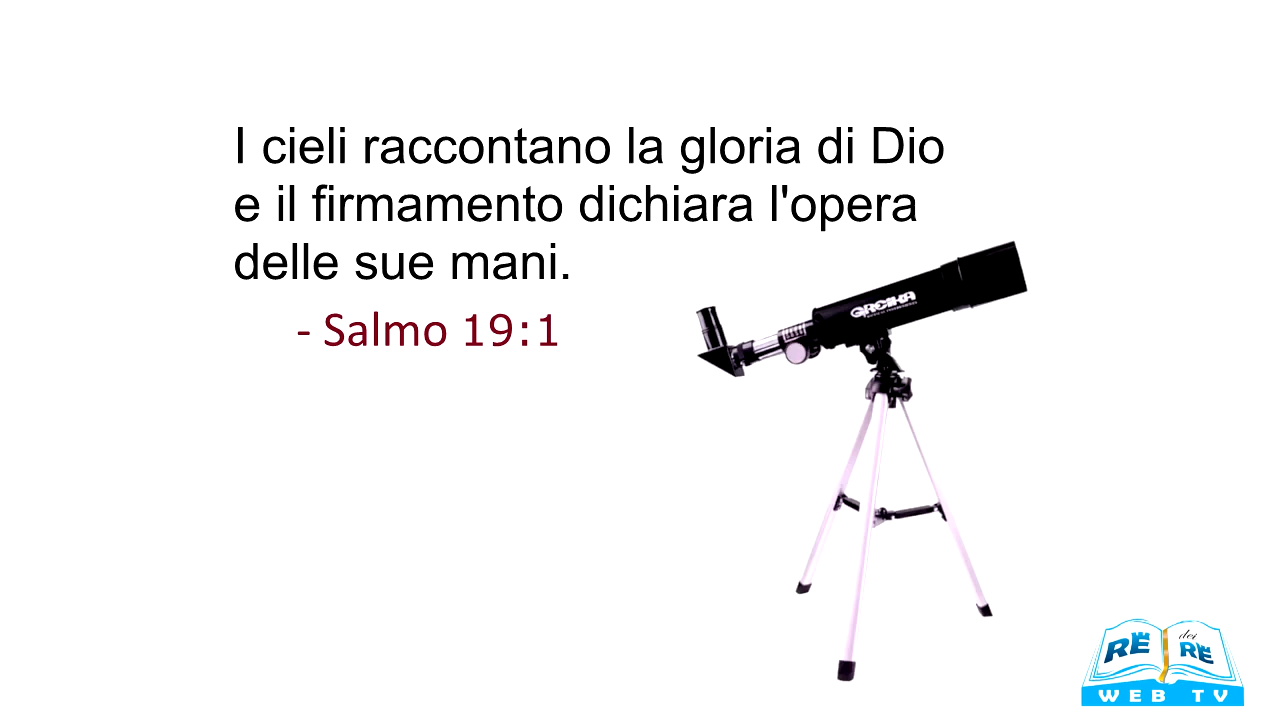 I cieli raccontano la gloria di Dio
e il firmamento dichiara l'opera
delle sue mani.
- Salmo 19:1
RE dei RE
WEB TV